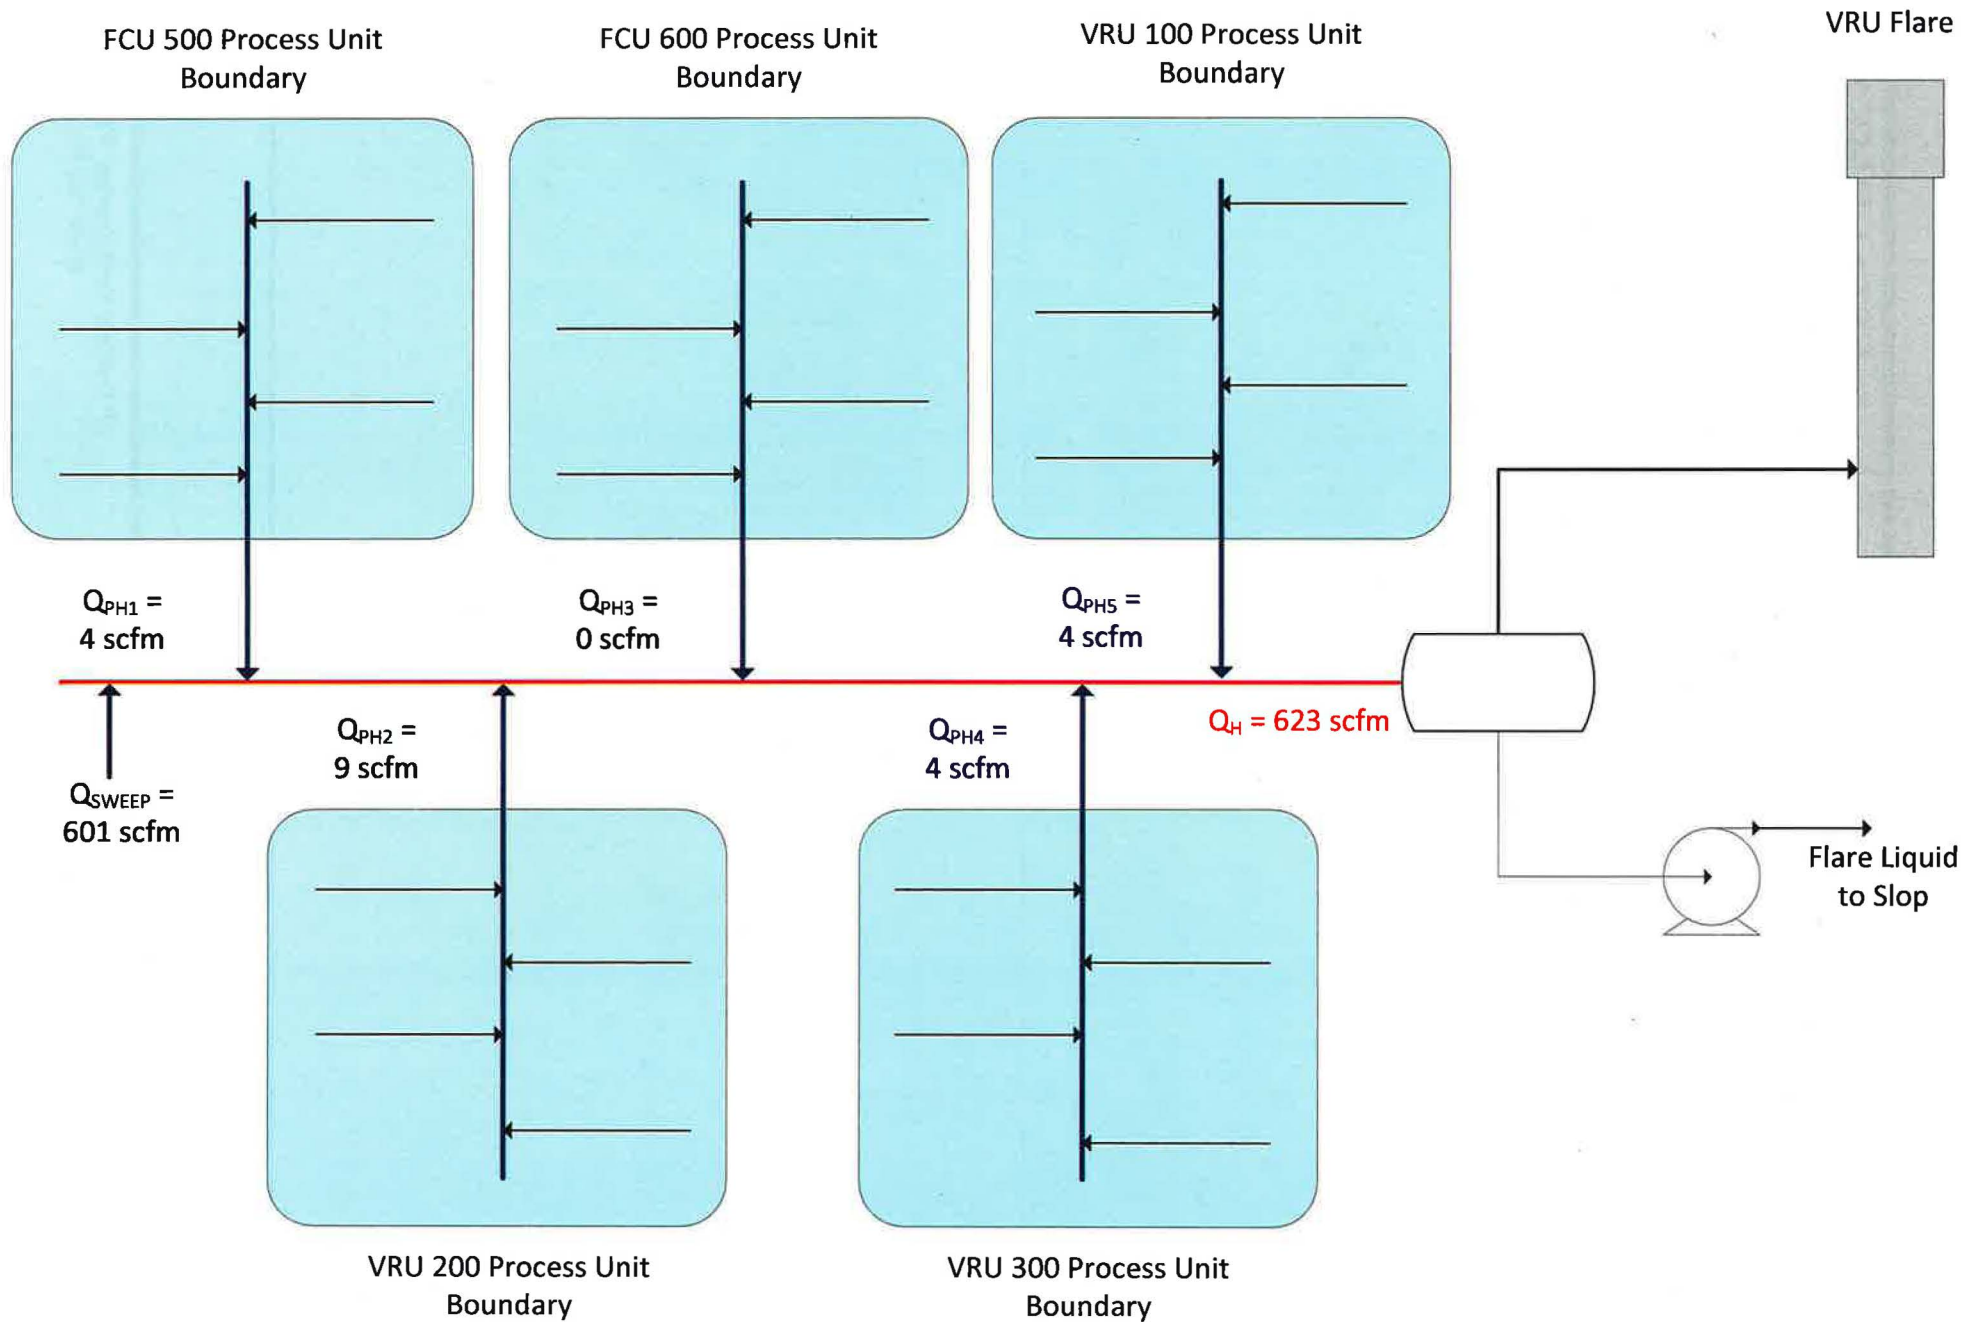 FCU 500 Process Unit
Boundary
FCU 600 Process Unit
Boundary
VRU 100 Process Unit
Boundary
VRU Flare
QPH1 =
4 scfm
QPH3 =
0 scfm
QPH5 =
4 scfm
QSWEEP =
601 scfm
QPH2 =
9 scfm
QPH4 =
4 scfm
QH = 623 scfm
Flare Liquid
to Slop
VRU 200 Process Unit
Boundary
VRU 300 Process Unit
Boundary